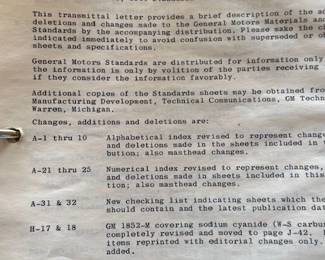 This transmittal letter provides a brief description of the
deletions and changes made to the General Motors Materials and
Standards by the accompanying distribution. Please make the
indicated immediately to avoid confusion with superseded or
sheets and specifications.
General Motors Standards are distributed for information only
the information is only by volition of the parties receiving
if they consider the information favorably.
Additional copies of the Standards sheets may be obtained from
Manufacturing Development, Technical Communications, GM
Warren, Michigan.
Changes, additions and deletions are:
A-1 thru 10 Alphabetical index revised to represent
and deletions made in sheets included in
bution; also masthead changes.
A-21 thru 25 Numerical index revised to represent changes,
and deletions made in sheets included in this
tion; also masthead changes.
A-31 & 32 New checking list indicating sheets which
should contain and the latest publication
H-17 & 18 GM 1852-M covering sodium cyanide (W-S
completely revised and moved to page J-42.
items reprinted with editorial changes only.
added.